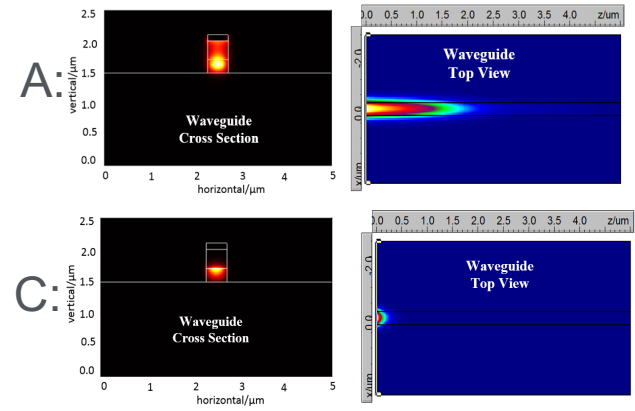 A:
2.5
2.0
1.5
1.0
0.5
0.0
vertical/μm
Waveguide
Cross Section
0 1 2 3 4 5
horizontal/μm
0.0 0.5 1.0 1.5 2.0 2.5 3.0 3.5 4.0 z/um
-2.0
0.0
x/um
Waveguide
Top View
C:
2.5
2.0
1.5
1.0
0.5
0.0
vertical/μm
Waveguide
Cross Section
0 1 2 3 4 5
horizontal/μm
0.0 0.5 1.0 1.5 2.0 2.5 3.0 3.5 4.0 z/um
-2.0
0.0
x/um
Waveguide
Top View